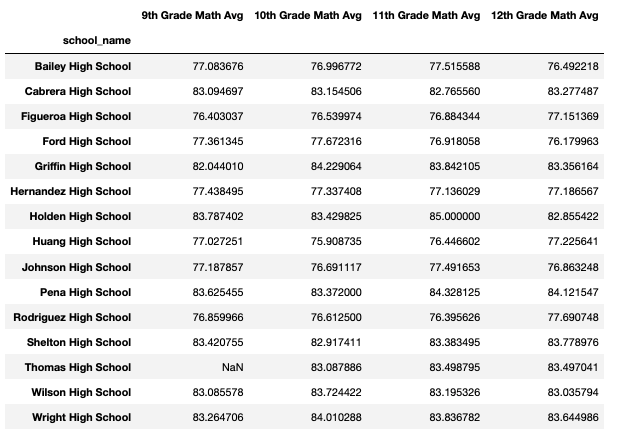 9th Grade Math Avg 10th Grade Math Avg 11th Grade Math Avg 12th Grade Math Avg
school_name
Bailey High School 77.083676 76.996772 77.515588 76.492218
Cabrera High School 83.094697 83.154506 82.765560 83.277487
Figueroa High School 76.403037 76.539974 76.884344 77.151369
Ford High School 77.361345 77.672316 76.918058 76.179963
Griffin High School 82.044010 84.229064 83.842105 83.356164
Hernandez High School 77.438495 77.337408 77.136029 77.186567
Holden High School 83.787402 83.429825 85.000000 82.855422
Huang High School 77.027251 75.908735 76.446602 77.225641
Johnson High School 77.187857 76.691117 77.491653 76.863248
Pena High School 83.625455 83.372000 84.328125 84.121547
Rodriguez High School 76.859966 76.612500 76.395626 77.690748
Shelton High School 83.420755 82.917411 83.383495 83.778976
Thomas High School NaN 83.087886 83.498795 83.497041
Wilson High School 83.085578 83.724422 83.195326 83.035794
Wright High School 83.264706 84.010288 83.836782 83.644986